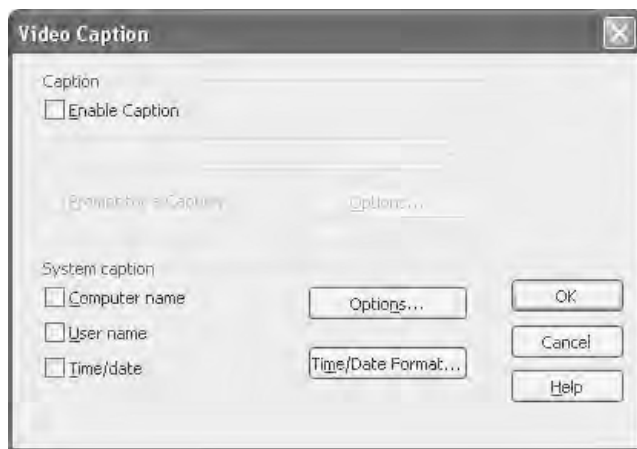 Video Caption
Caption
Enable Caption
Prompt for a Caption
Options...
System caption
Computer name
Options...
OK
User name
Cancel
Time/date
Time/Date Format...
Help